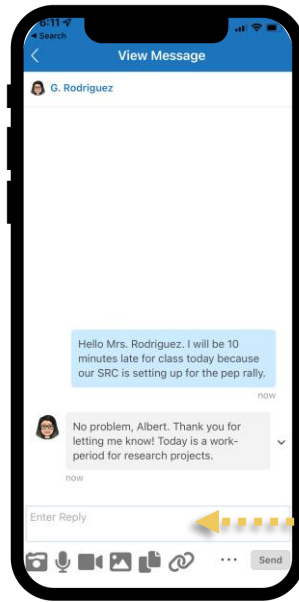 6:11
◀ Search
View Message
G. Rodriguez
Hello Mrs. Rodriguez. I will be 10
minutes late for class today because
our SRC is setting up for the pep rally.
now
No problem, Albert. Thank you for
letting me know! Today is a work-
period for research projects.
now
Enter Reply
Send